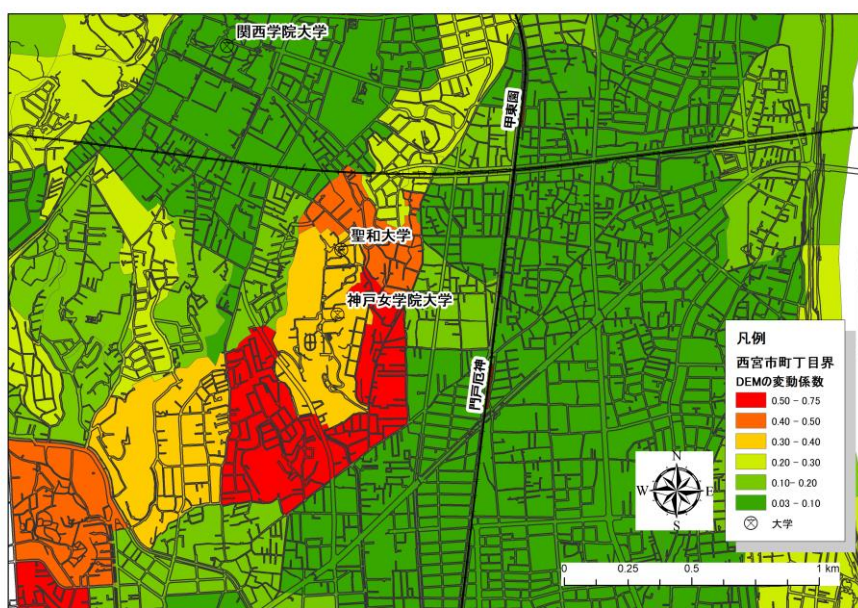 関西学院大学
甲東園
聖和大学
神戸女学院大学
門戸厄神
凡例
西宮市町丁目界
DEMの変動係数
0.50 - 0.75
0.40 - 0.50
0.30 - 0.40
0.20 - 0.30
0.10- 0.20
0.03 - 0.10
大学
N
W E
S
0 0.25 0.5 1 km